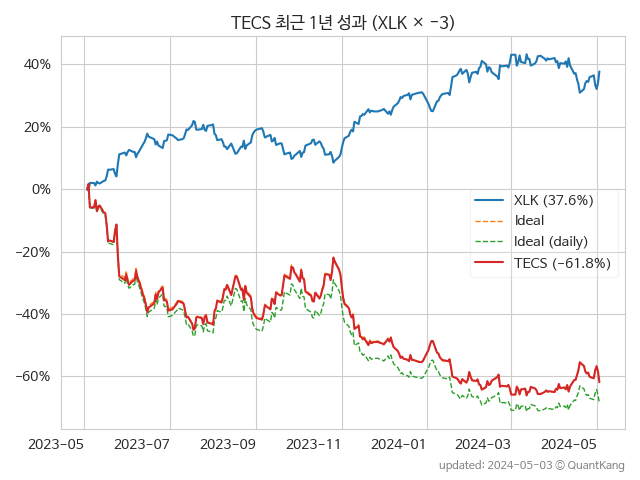 TECS 최근 1년 성과 (XLK × -3)
40%
20%
0%
−20%
−40%
−60%
XLK (37.6%)
Ideal
Ideal (daily)
TECS (−61.8%)
2023-05
2023-07
2023-09
2023-11
2024-01
2024-03
2024-05
updated: 2024-05-03 © QuantKang